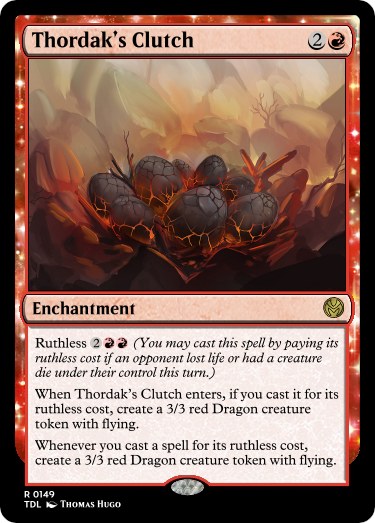 Thordak's Clutch 2
Enchantment
Ruthless 2 (You may cast this spell by paying its
ruthless cost if an opponent lost life or had a creature
die under their control this turn.)
When Thordak's Clutch enters, if you cast it for its
ruthless cost, create a 3/3 red Dragon creature
token with flying.
Whenever you cast a spell for its ruthless cost,
create a 3/3 red Dragon creature token with flying.
R 0149
TDL Thomas Hugo